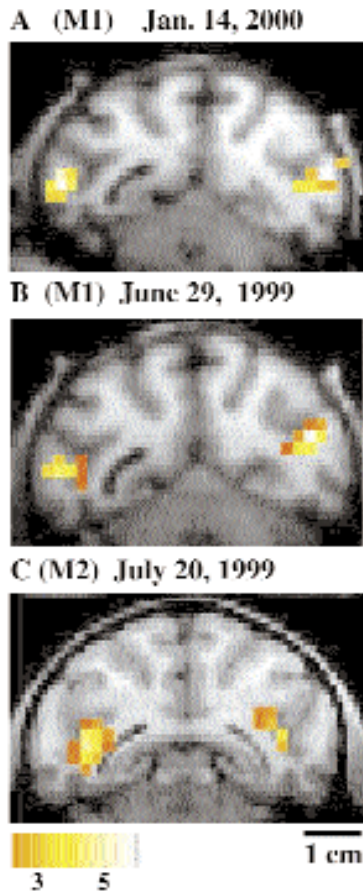 A (M1) Jan. 14, 2000
B (M1) June 29, 1999
C (M2) July 20, 1999
3 5 1 cm